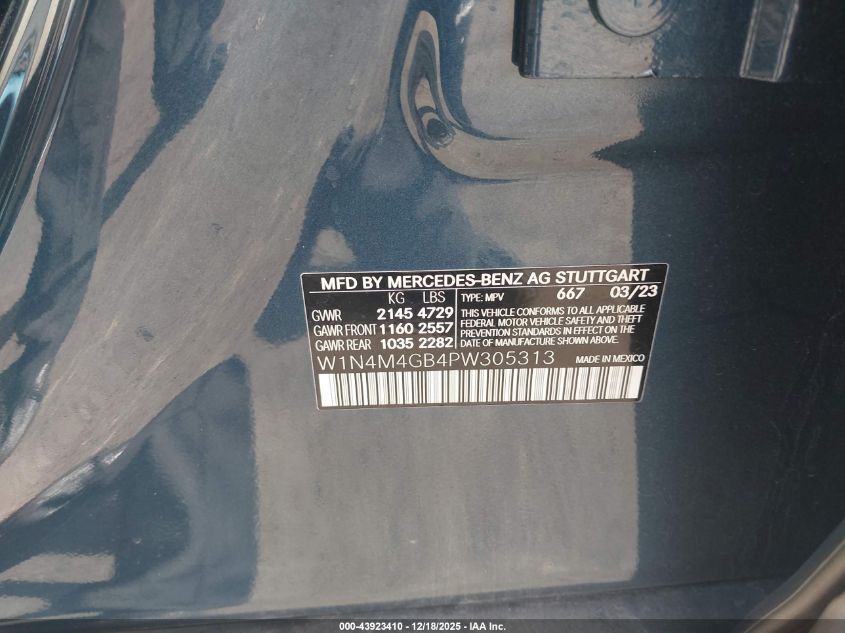 MFD BY MERCEDES-BENZ AG STUTTGART
KG LBS
GVWR 2145 4729
GAWR FRONT 1160 2557
GAWR REAR 1035 2282
TYPE: MPV 667 03/23
THIS VEHICLE CONFORMS TO ALL APPLICABLE
FEDERAL MOTOR VEHICLE SAFETY AND THEFT
PREVENTION STANDARDS IN EFFECT ON THE
DATE OF MANUFACTURE SHOWN ABOVE.
W1N4M4GB4PW305313
MADE IN MEXICO
000-43923410 - 12/18/2025 - IAA Inc.